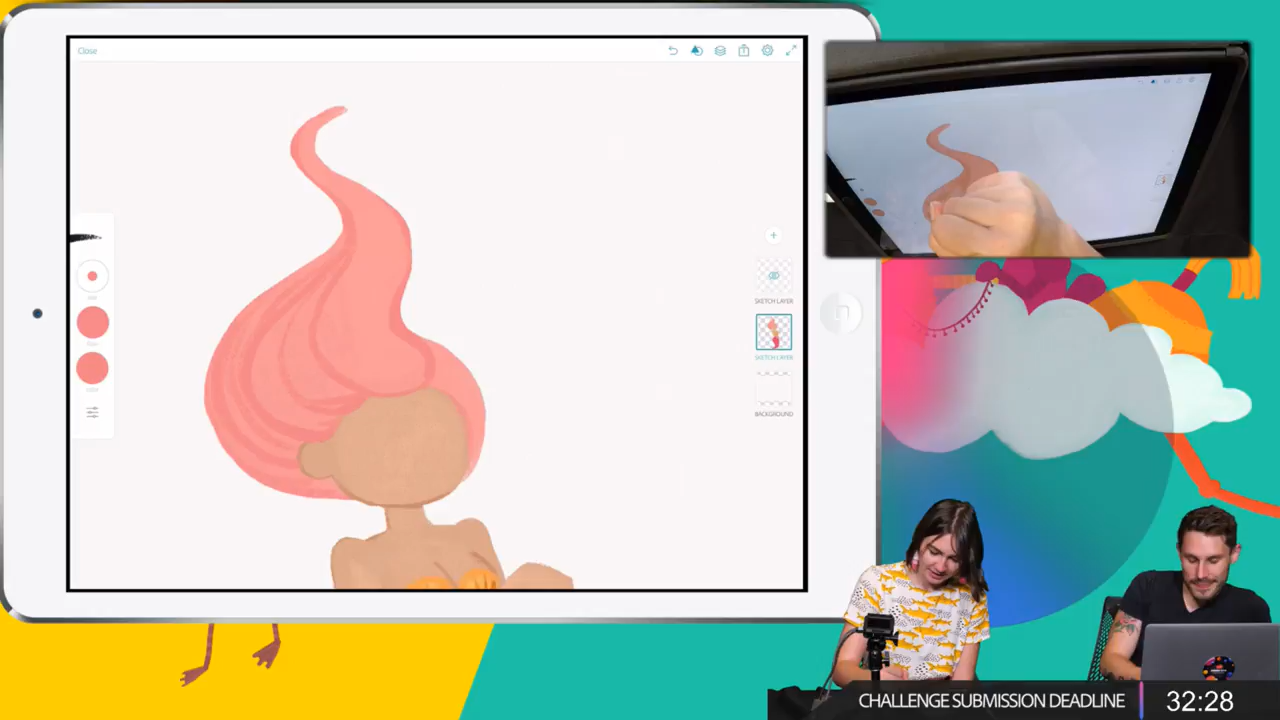 Close
SKETCH LAYER
SKETCH LAYER
BACKGROUND
CHALLENGE SUBMISSION DEADLINE
32:28